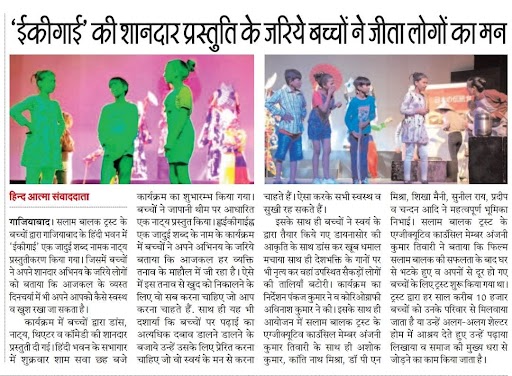 'ईकीगाई' की शानदार प्रस्तुति के जरिये बच्चों ने जीता लोगों का मन
हिन्द आत्मा संवाददाता
गाजियाबाद। सलाम बालक ट्रस्ट के
बच्चों द्वारा गाजियाबाद के हिंदी भवन में
'ईकीगाई' एक जादुई शब्द नामक नाट्य
प्रस्तुतीकरण किया गया। जिसमें बच्चों
ने अपने शानदार अभिनय के जरिये लोगों
को बताया कि आजकल के व्यस्त
दिनचर्या में भी अपने आपको कैसे स्वस्थ
व खुश रखा जा सकता है।
कार्यक्रम में बच्चों द्वारा डांस,
नाट्य, थिएटर व कॉमेडी की शानदार
प्रस्तुति दी गई। हिंदी भवन के सभागार
में शुक्रवार शाम सवा छह बजे
कार्यक्रम का शुभारम्भ किया गया।
बच्चों ने जापानी थीम पर आधारित
एक नाट्य प्रस्तुत किया। ह्वईकीगाईह्व
एक जादुई शब्द के नाम के कार्यक्रम
में बच्चों ने अपने अभिनय के जरिये
बताया कि आजकल हर व्यक्ति
तनाव के माहौल में जी रहा है। ऐसे
में इस तनाव से खुद को निकालने के
लिए वो सब करना चाहिए जो आप
करना चाहते हैं, साथ ही यह भी
दशार्या कि बच्चों पर पढ़ाई का
अत्यधिक दबाव डालने डालने के
बजाये उन्हें उसके लिए प्रेरित करना
चाहिए जो वो स्वयं के मन से करना
चाहते हैं। ऐसा करके सभी स्वस्थ व
सुखी रह सकते हैं।
इसके साथ ही बच्चों ने स्वयं के
द्वारा तैयार किये गए डायनासोर की
आकृति के साथ डांस कर खूब धमाल
मचाया साथ ही देशभक्ति के गानों पर
भी नृत्य कर वहां उपस्थित सैकड़ों लोगों
की तालियां बटोरी। कार्यक्रम का
निर्देशन पंकज कुमार ने व कोरिओग्राफी
अविनाश कुमार ने की। इसके साथ ही
आयोजन में सलाम बालक ट्रस्ट के
एग्जीक्यूटिव काउंसिल मेम्बर अंजनी
कुमार तिवारी के साथ ही अशोक
कुमार, कांति नाथ मिश्रा, डा पी एन
मिश्रा, शिखा मैनी, सुनील राय, प्रदीप
व चन्दन आदि ने महत्वपूर्ण भूमिका
निभाई। सलाम बालक ट्रस्ट के
एग्जीक्यूटिव काउंसिल मेम्बर अंजनी
कुमार तिवारी ने बताया कि फिल्म
सलाम बालक की सफलता के बाद घर
से भटके हुए व अपनों से दूर हो गए
बच्चों के लिए ट्रस्ट शुरू किया गया था।
ट्रस्ट द्वारा हर साल करीब 10 हजार
बच्चों को उनके परिवार से मिलवाया
जाता है या उन्हें अलग-अलग शेल्टर
होम में आश्रय देते हुए उन्हें पढ़ाया
लिखाया व समाज की मुख्य धरा से
जोड़ने का काम किया जाता है।